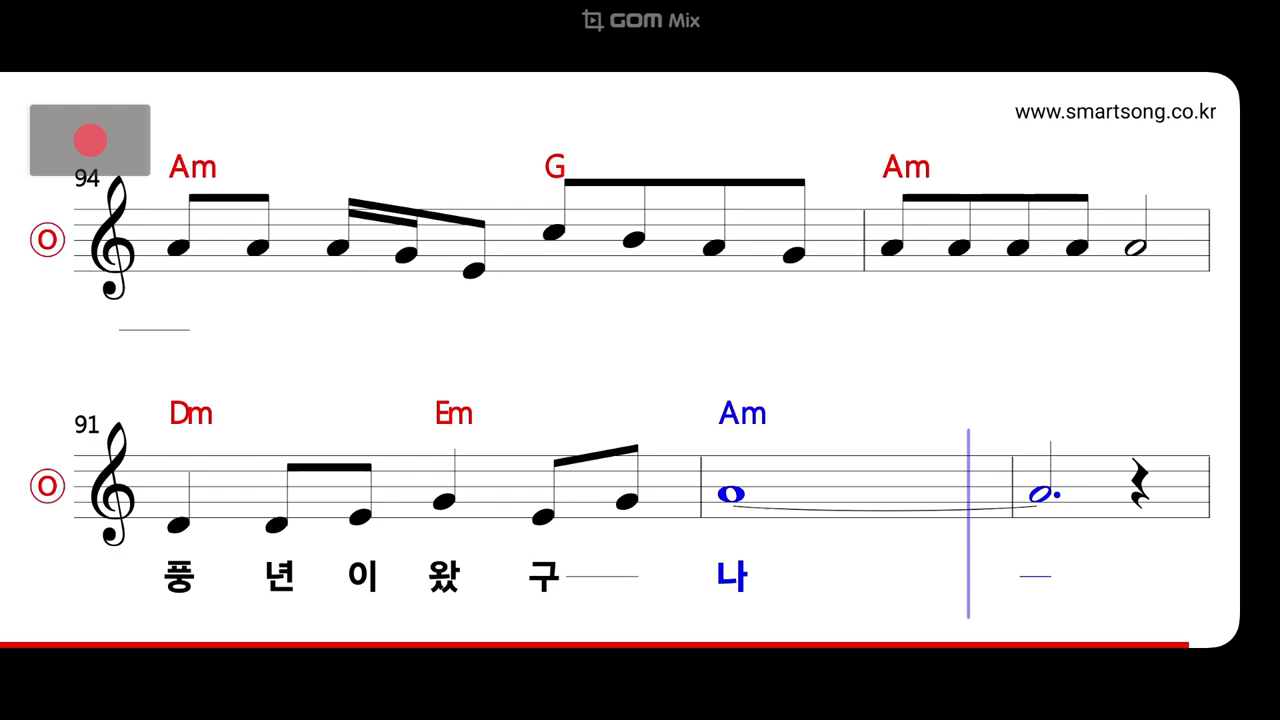 GOM Mix
www.smartsong.co.kr
Am G Am
94
O
Dm Em Am
91
O
풍 년 이 왔 구 나